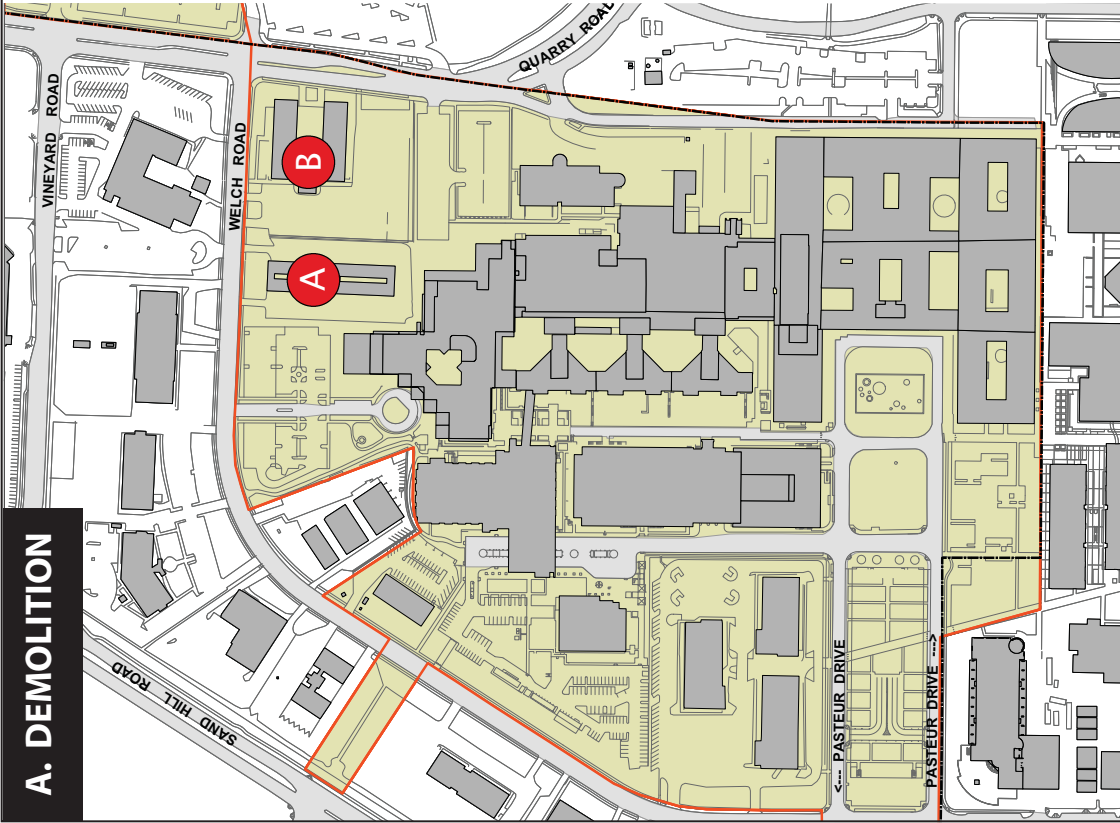 A. DEMOLITION
VINEYARD ROAD
WELCH ROAD
QUARRY ROAD
SAND HILL ROAD
<--- PASTEUR DRIVE
PASTEUR DRIVE --->
A
B